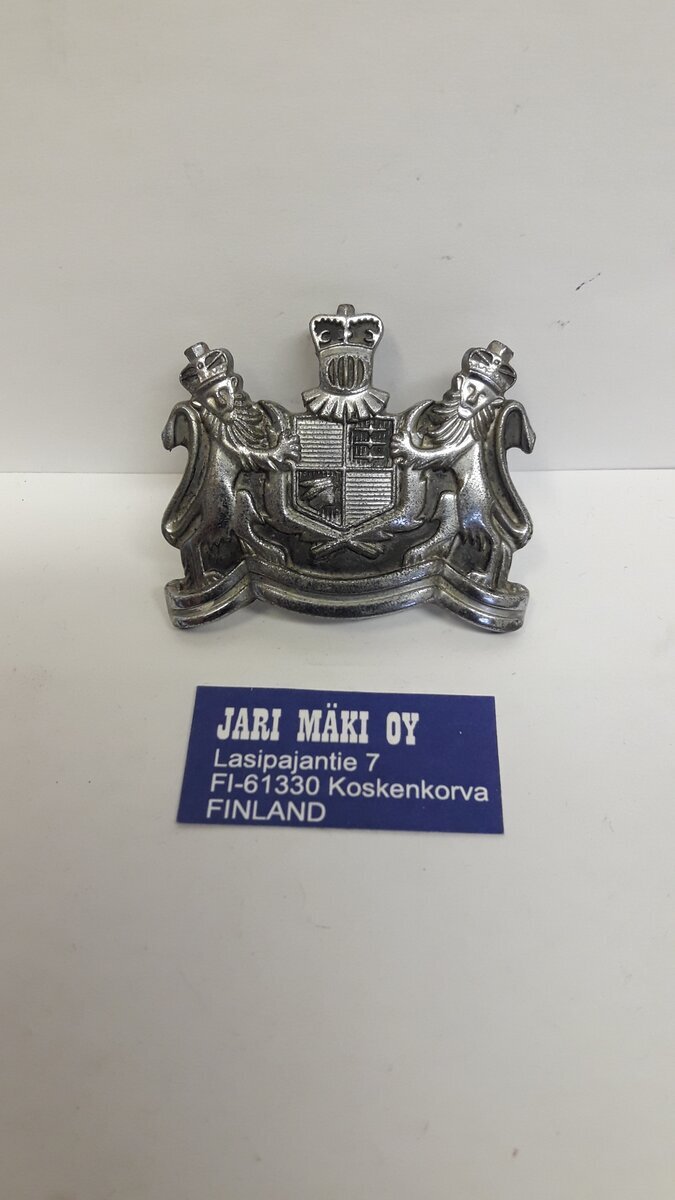 JARI MÄKI OY
Lasipajantie 7
FI-61330 Koskenkorva
FINLAND